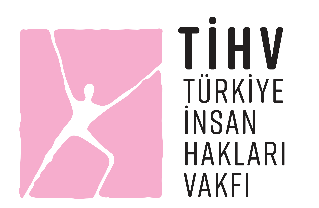 TİHV
TÜRKİYE
İNSAN
HAKLARI
VAKFI